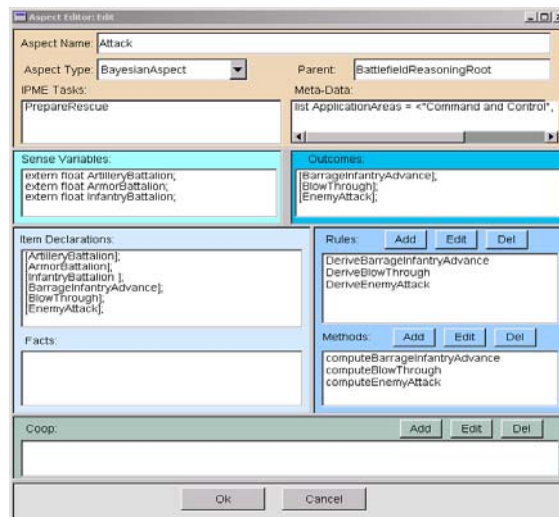 Aspect Editor: Edit
Aspect Name: Attack
Aspect Type: BayesianAspect Parent: BattlefieldReasoningRoot
IPME Tasks: Meta-Data:
PrepareRescue list ApplicationAreas = <"Command and Control",
Sense Variables: Outcomes:
extern float ArtilleryBattalion; [BarrageInfantryAdvance];
extern float ArmorBattalion; [BlowThrough];
extern float InfantryBattalion; [EnemyAttack];
Item Declarations: Rules: Add Edit Del
[ArtilleryBattalion]; DeriveBarrageInfantryAdvance
[ArmorBattalion]; DeriveBlowThrough
[InfantryBattalion ]; DeriveEnemyAttack
[BarrageInfantryAdvance];
[BlowThrough];
[EnemyAttack];
Facts: Methods: Add Edit Del
computeBarrageInfantryAdvance
computeBlowThrough
computeEnemyAttack
Coop: Add Edit Del
Ok Cancel